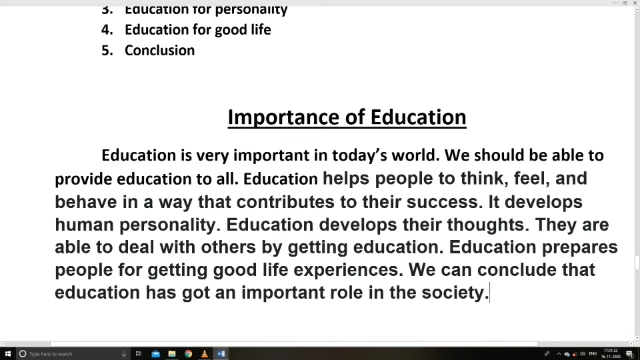 3. Education for personality
4. Education for good life
5. Conclusion
Importance of Education
Education is very important in today's world. We should be able to
provide education to all. Education helps people to think, feel, and
behave in a way that contributes to their success. It develops
human personality. Education develops their thoughts. They are
able to deal with others by getting education. Education prepares
people for getting good life experiences. We can conclude that
education has got an important role in the society.
Type here to search